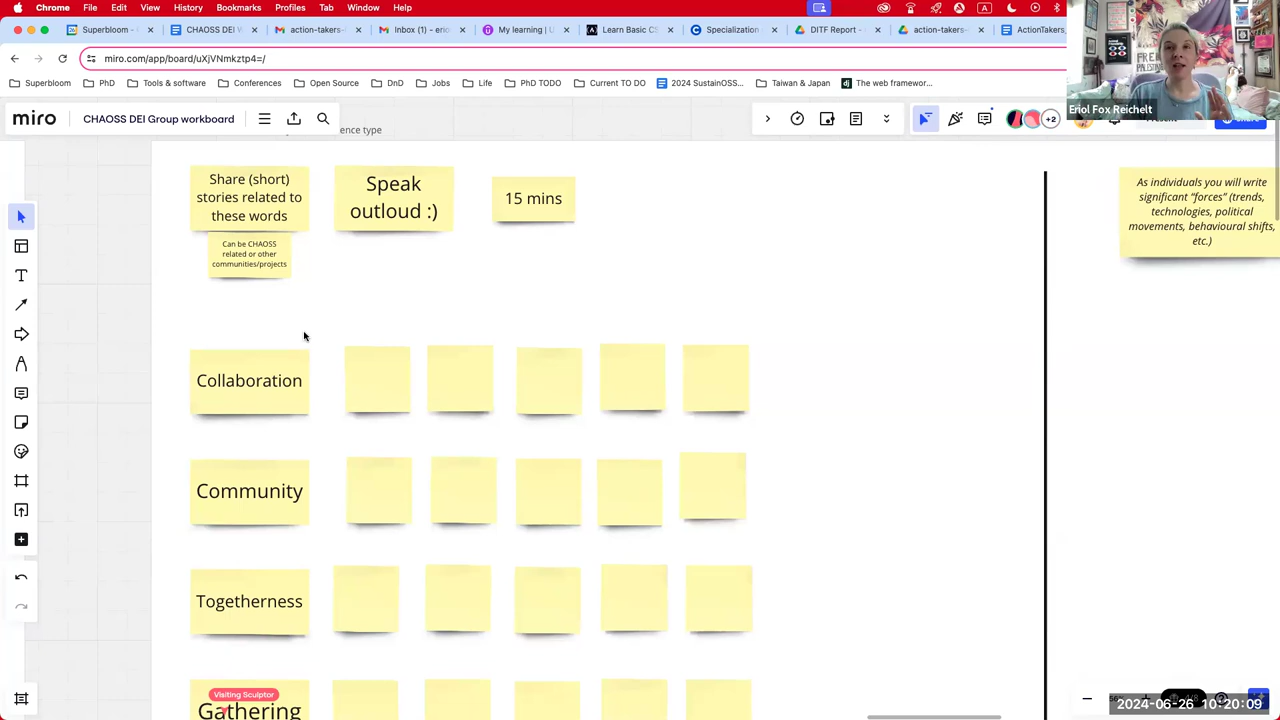 Chrome File Edit View History Bookmarks Profiles Tab Window Help
Superbloom - CHAOSS DEI action-takers- Inbox (1) - erio My learning | U Learn Basic CS Specialization DITF Report - action-takers- ActionTakers_
miro.com/app/board/uXjVNmkztp4=/
Superbloom PhD Tools & software Conferences Open Source DnD Jobs Life PhD TODO Current TO DO 2024 SustainOSS... Taiwan & Japan The web framewor...
Eriol Fox Reichelt
miro CHAOSS DEI Group workboard
+2
ence type
Share (short)
stories related to
these words
Can be CHAOSS
related or other
communities/projects
Speak
outloud :)
15 mins
As individuals you will write
significant “forces” (trends,
technologies, political
movements, behavioural shifts,
etc.)
Collaboration
Community
Togetherness
Gathering
Visiting Sculptor
2024-06-26 10:20:09